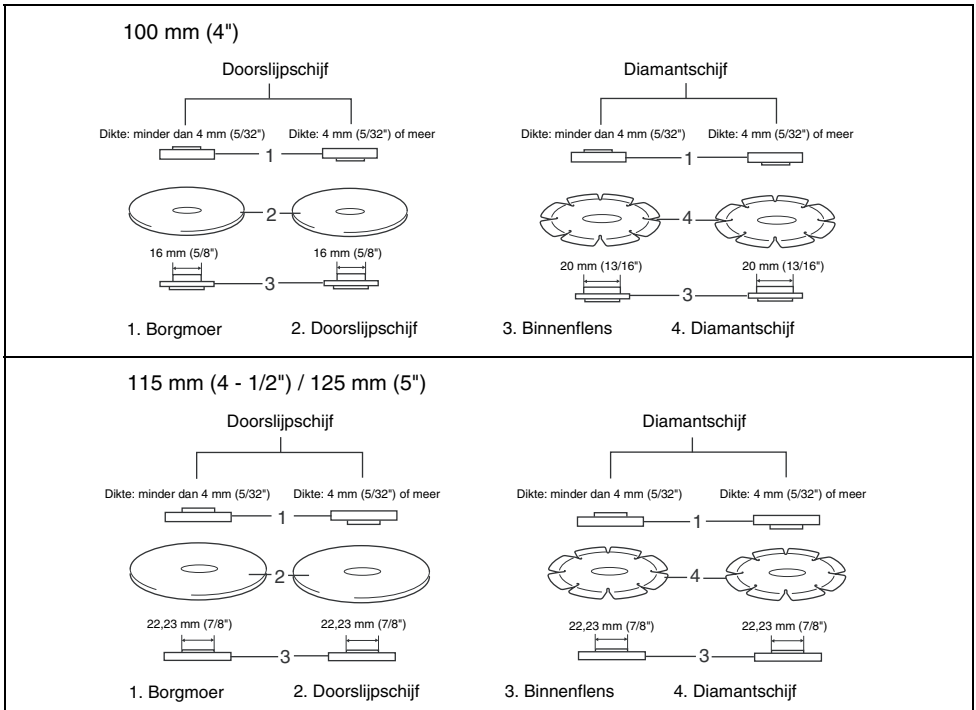 100 mm (4")
Doorslijpschijf Diamantschijf
Dikte: minder dan 4 mm (5/32") Dikte: 4 mm (5/32") of meer Dikte: minder dan 4 mm (5/32") Dikte: 4 mm (5/32") of meer
1 1
2 4
16 mm (5/8") 16 mm (5/8") 20 mm (13/16") 20 mm (13/16")
3 3
1. Borgmoer 2. Doorslijpschijf 3. Binnenflens 4. Diamantschijf
115 mm (4 - 1/2") / 125 mm (5")
Doorslijpschijf Diamantschijf
Dikte: minder dan 4 mm (5/32") Dikte: 4 mm (5/32") of meer Dikte: minder dan 4 mm (5/32") Dikte: 4 mm (5/32") of meer
1 1
2 4
22,23 mm (7/8") 22,23 mm (7/8") 22,23 mm (7/8") 22,23 mm (7/8")
3 3
1. Borgmoer 2. Doorslijpschijf 3. Binnenflens 4. Diamantschijf